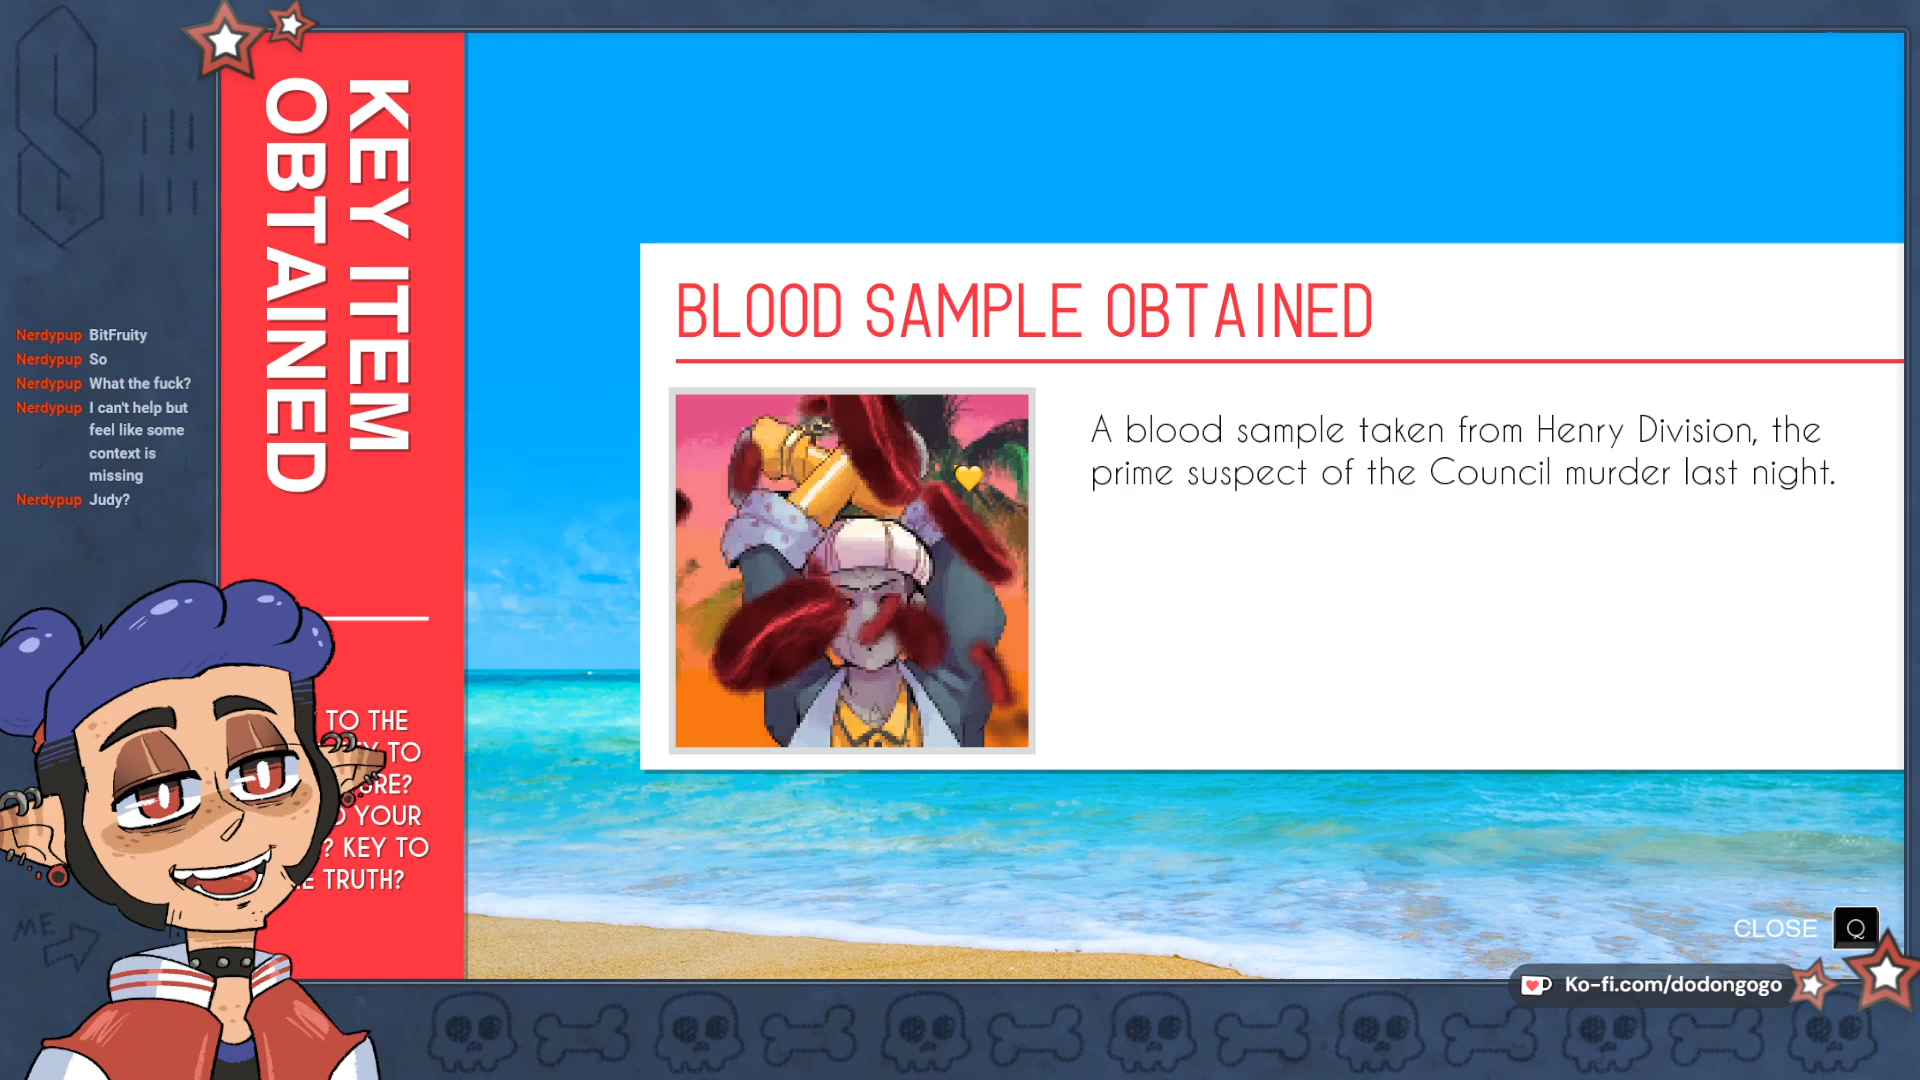 KEY ITEM
OBTAINED
Nerdypup BitFruity
Nerdypup So
Nerdypup What the fuck?
Nerdypup I can't help but
feel like some
context is
missing
Nerdypup Judy?
TO THE
TO
YOUR
? KEY TO
TRUTH?
ME
BLOOD SAMPLE OBTAINED
A blood sample taken from Henry Division, the
prime suspect of the Council murder last night.
CLOSE Q
Ko-fi.com/dodongogo